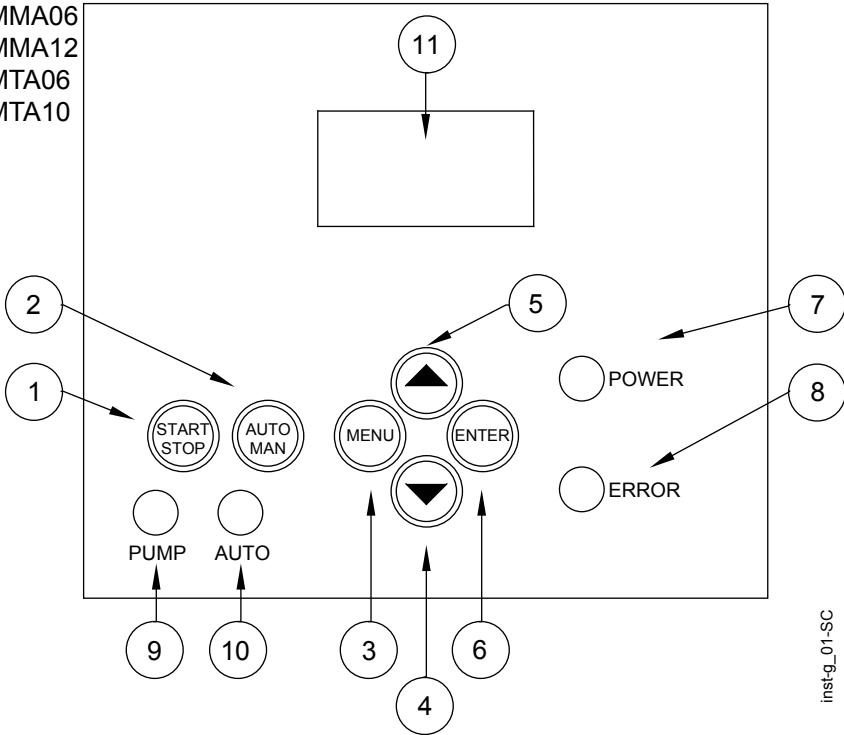 MMA06
MMA12
MTA06
MTA10
11
2
5
7
1
8
START
STOP
AUTO
MAN
MENU
ENTER
POWER
ERROR
PUMP
AUTO
9
10
3
6
4
inst-g_01-SC